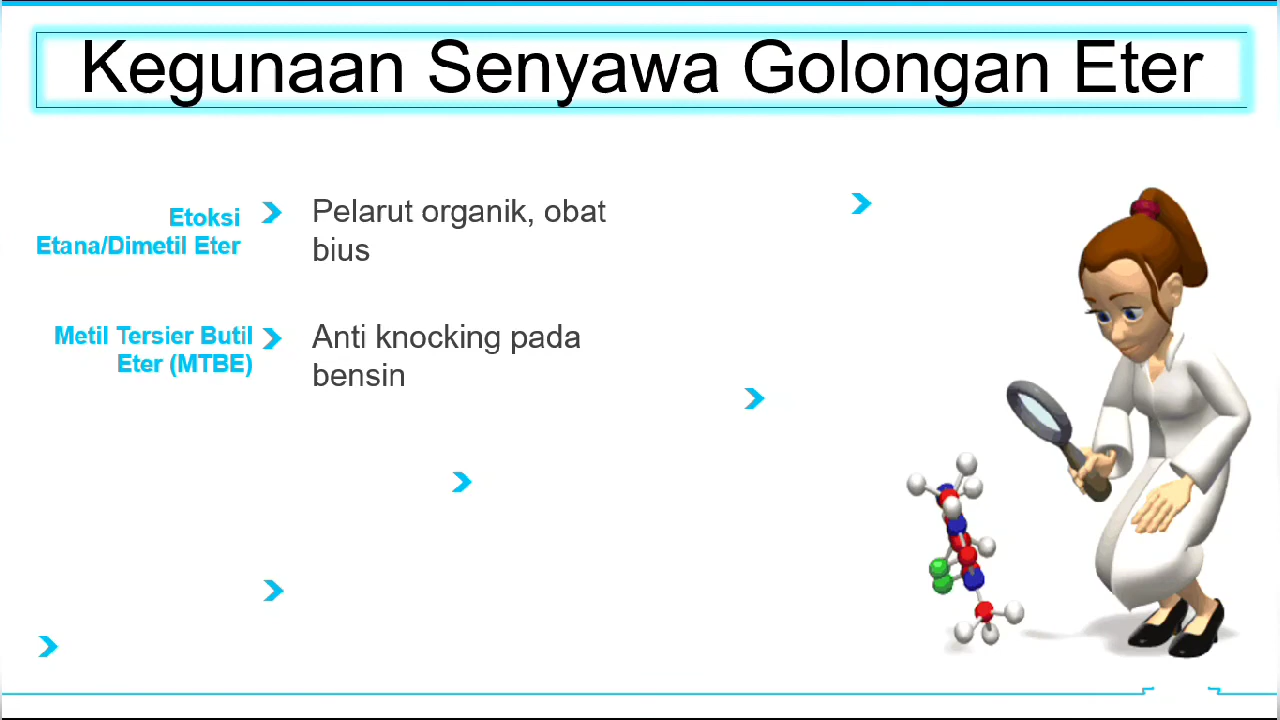 Kegunaan Senyawa Golongan Eter
Etoksi
Etana/Dimetil Eter
Pelarut organik, obat
bius
Metil Tersier Butil
Eter (MTBE)
Anti knocking pada
bensin